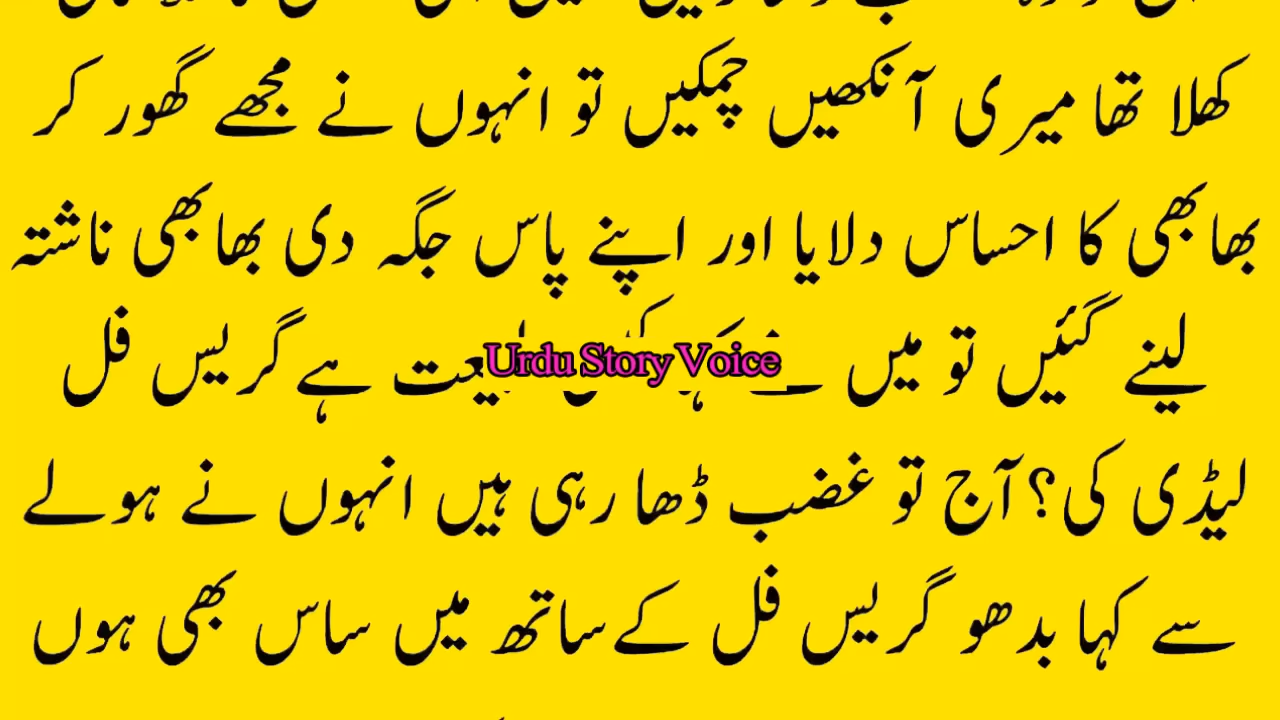 کھلا تھا میری آنکھیں چمکیں تو انہوں نے مجھے گھور کر
بھابھی کا احساس دلایا اور اپنے پاس جگہ دی بھابھی ناشتہ
لینے گئیں تو میں ہے گریس فل
Urdu Story Voice
لیڈی کی؟ آج تو غضب ڈھا رہی ہیں انہوں نے ہولے
سے کہا بدھو گریس فل کے ساتھ میں ساس بھی ہوں